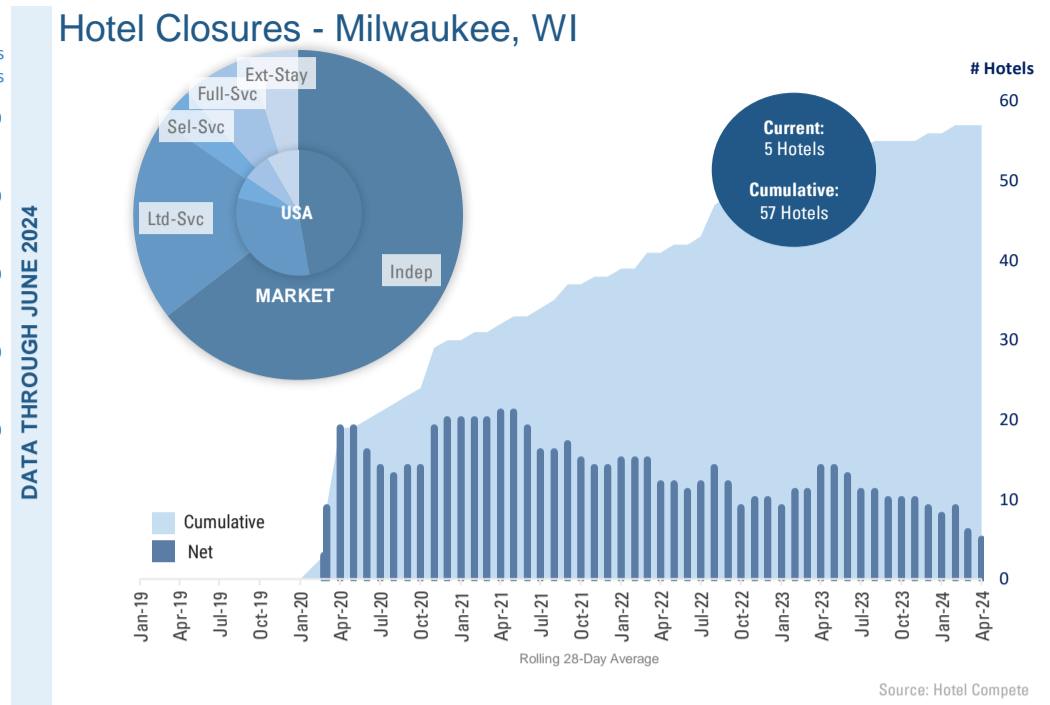 Hotel Closures - Milwaukee, WI
DATA THROUGH JUNE 2024
Ext-Stay
Full-Svc
Sel-Svc
Ltd-Svc
USA
Indep
MARKET
# Hotels
Current:
5 Hotels
Cumulative:
57 Hotels
60
50
40
30
20
10
0
Cumulative
Net
Jan-19
Apr-19
Jul-19
Oct-19
Jan-20
Apr-20
Jul-20
Oct-20
Jan-21
Apr-21
Jul-21
Oct-21
Jan-22
Apr-22
Jul-22
Oct-22
Jan-23
Apr-23
Jul-23
Oct-23
Jan-24
Apr-24
Rolling 28-Day Average
Source: Hotel Compete